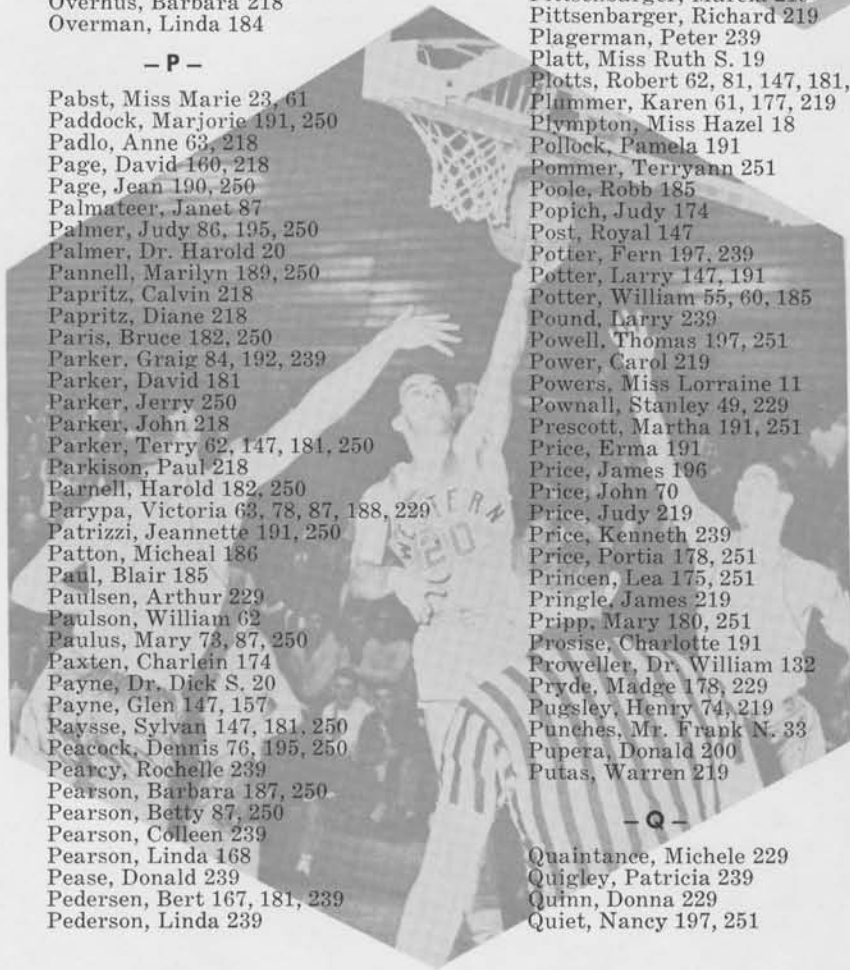 Overhus, Barbara 218
Overman, Linda 184
– P –
Pabst, Miss Marie 23, 61
Paddock, Marjorie 191, 250
Padlo, Anne 63, 218
Page, David 160, 218
Page, Jean 190, 250
Palmateer, Janet 87
Palmer, Judy 86, 195, 250
Palmer, Dr. Harold 20
Pannell, Marilyn 189, 250
Papritz, Calvin 218
Papritz, Diane 218
Paris, Bruce 182, 250
Parker, Graig 84, 192, 239
Parker, David 181
Parker, Jerry 250
Parker, John 218
Parker, Terry 62, 147, 181, 250
Parkison, Paul 218
Parnell, Harold 182, 250
Parypa, Victoria 63, 78, 87, 188, 229
Patrizzi, Jeannette 191, 250
Patton, Micheal 186
Paul, Blair 185
Paulsen, Arthur 229
Paulson, William 62
Paulus, Mary 73, 87, 250
Paxten, Charlein 174
Payne, Dr. Dick S. 20
Payne, Glen 147, 157
Paysse, Sylvan 147, 181, 250
Peacock, Dennis 76, 195, 250
Pearcy, Rochelle 239
Pearson, Barbara 187, 250
Pearson, Betty 87, 250
Pearson, Colleen 239
Pearson, Linda 168
Pease, Donald 239
Pedersen, Bert 167, 181, 239
Pederson, Linda 239
Pittsenbarger, Richard 219
Plagerman, Peter 239
Platt, Miss Ruth S. 19
Plotts, Robert 62, 81, 147, 181,
Plummer, Karen 61, 177, 219
Plympton, Miss Hazel 18
Pollock, Pamela 191
Pommer, Terryann 251
Poole, Robb 185
Popich, Judy 174
Post, Royal 147
Potter, Fern 197, 239
Potter, Larry 147, 191
Potter, William 55, 60, 185
Pound, Larry 239
Powell, Thomas 197, 251
Power, Carol 219
Powers, Miss Lorraine 11
Pownall, Stanley 49, 229
Prescott, Martha 191, 251
Price, Erma 191
Price, James 196
Price, John 70
Price, Judy 219
Price, Kenneth 239
Price, Portia 178, 251
Princen, Lea 175, 251
Pringle, James 219
Pripp, Mary 180, 251
Prosise, Charlotte 191
Proweller, Dr. William 132
Pryde, Madge 178, 229
Pugsley, Henry 74, 219
Punches, Mr. Frank N. 33
Pupera, Donald 200
Putas, Warren 219
– Q –
Quaintance, Michele 229
Quigley, Patricia 239
Quinn, Donna 229
Quiet, Nancy 197, 251